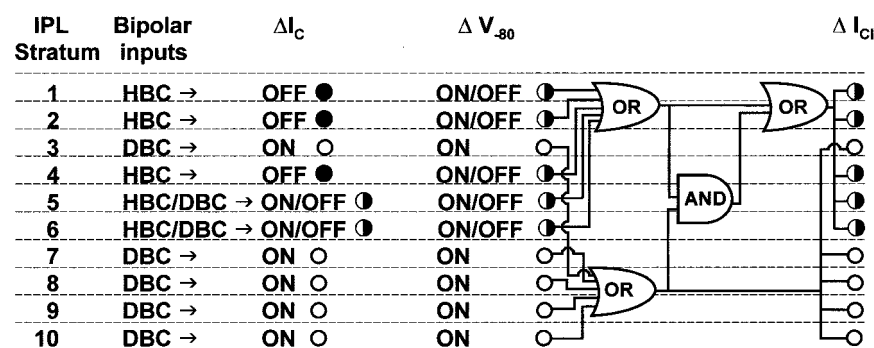 IPL Bipolar ΔI_C Δ V_-80 Δ I_Cl
Stratum inputs
1 HBC → OFF ON/OFF OR OR
2 HBC → OFF ON/OFF
3 DBC → ON ON
4 HBC → OFF ON/OFF
5 HBC/DBC → ON/OFF ON/OFF AND
6 HBC/DBC → ON/OFF ON/OFF
7 DBC → ON ON
8 DBC → ON ON OR
9 DBC → ON ON
10 DBC → ON ON